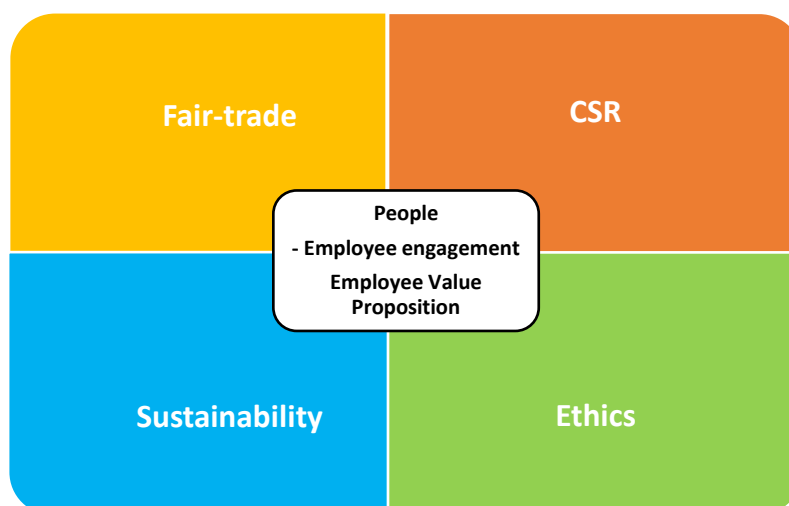 Fair-trade
CSR
People
- Employee engagement
Employee Value
Proposition
Sustainability
Ethics